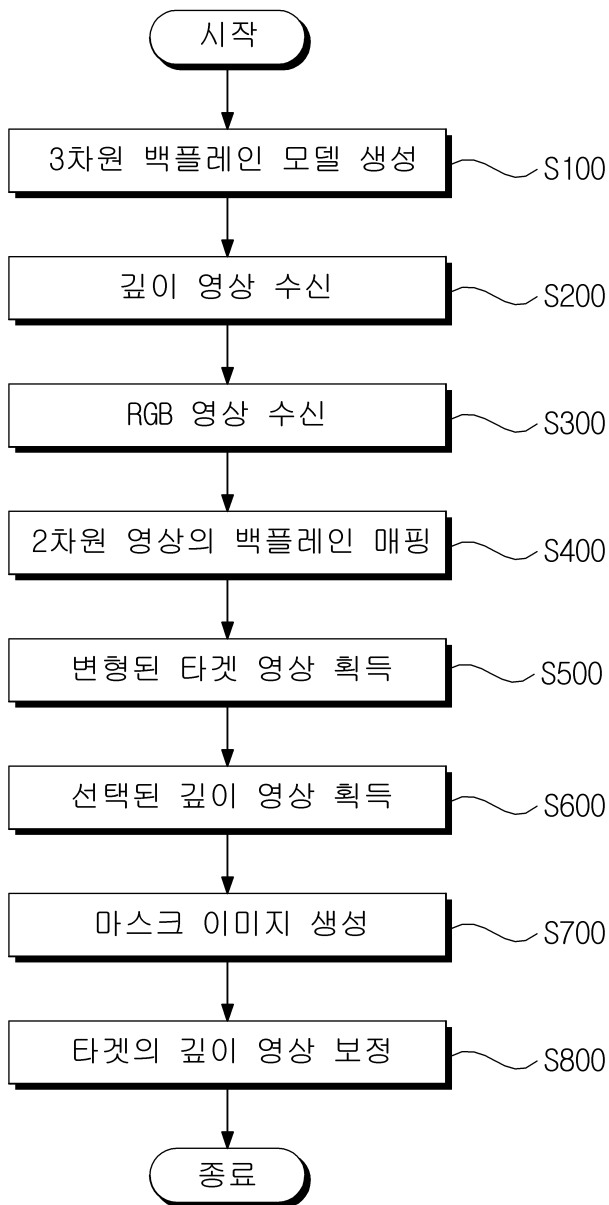 시작
3차원 백플레인 모델 생성
S100
깊이 영상 수신
S200
RGB 영상 수신
S300
2차원 영상의 백플레인 매핑
S400
변형된 타겟 영상 획득
S500
선택된 깊이 영상 획득
S600
마스크 이미지 생성
S700
타겟의 깊이 영상 보정
S800
종료